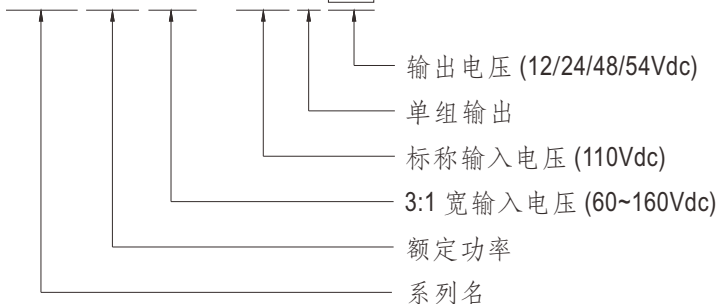 输出电压 (12/24/48/54Vdc)
单组输出
标称输入电压 (110Vdc)
3:1 宽输入电压 (60~160Vdc)
额定功率
系列名